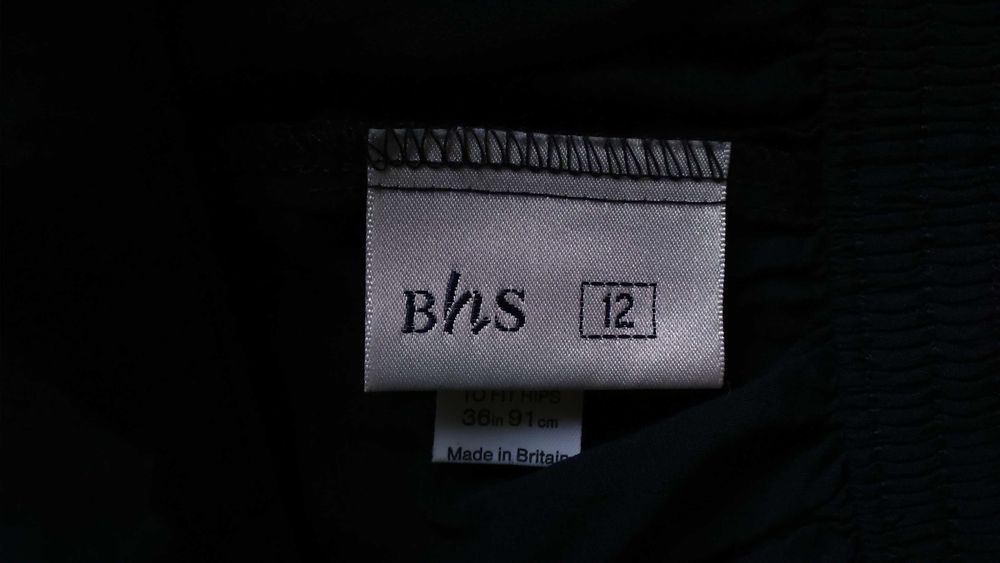 BhS 12
TO FIT HIPS
36in 91cm
Made in Britain